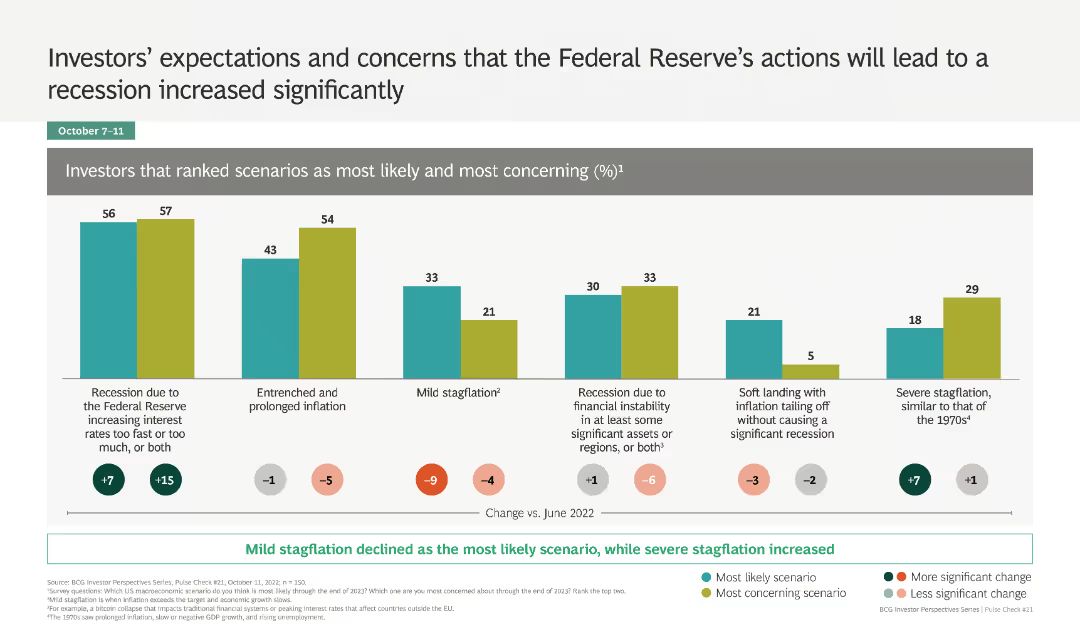 Investors' expectations and concerns that the Federal Reserve's actions will lead to a
recession increased significantly
October 7–11
Investors that ranked scenarios as most likely and most concerning (%)¹
56
57
43
54
33
21
30
33
21
5
18
29
Recession due to
the Federal Reserve
increasing interest
rates too fast or too
much, or both
Entrenched and
prolonged inflation
Mild stagflation²
Recession due to
financial instability
in at least some
significant assets or
regions, or both³
Soft landing with
inflation tailing off
without causing a
significant recession
Severe stagflation,
similar to that of
the 1970s⁴
+7
+15
–1
–5
–9
–4
+1
–6
–3
–2
+7
+1
Change vs. June 2022
Mild stagflation declined as the most likely scenario, while severe stagflation increased
Most likely scenario
Most concerning scenario
More significant change
Less significant change
Source: BCG Investor Perspectives Series, Pulse Check #21, October 11, 2022; n = 150.
¹Survey questions: Which US macroeconomic scenario do you think is most likely through the end of 2023? Which one are you most concerned about through the end of 2023? Rank the top two.
²Mild stagflation is when inflation exceeds the target and economic growth slows.
³For example, a bitcoin collapse that impacts traditional financial systems or peaking interest rates that affect countries outside the EU.
⁴The 1970s saw prolonged inflation, slow or negative GDP growth, and rising unemployment.
BCG Investor Perspectives Series | Pulse Check #21